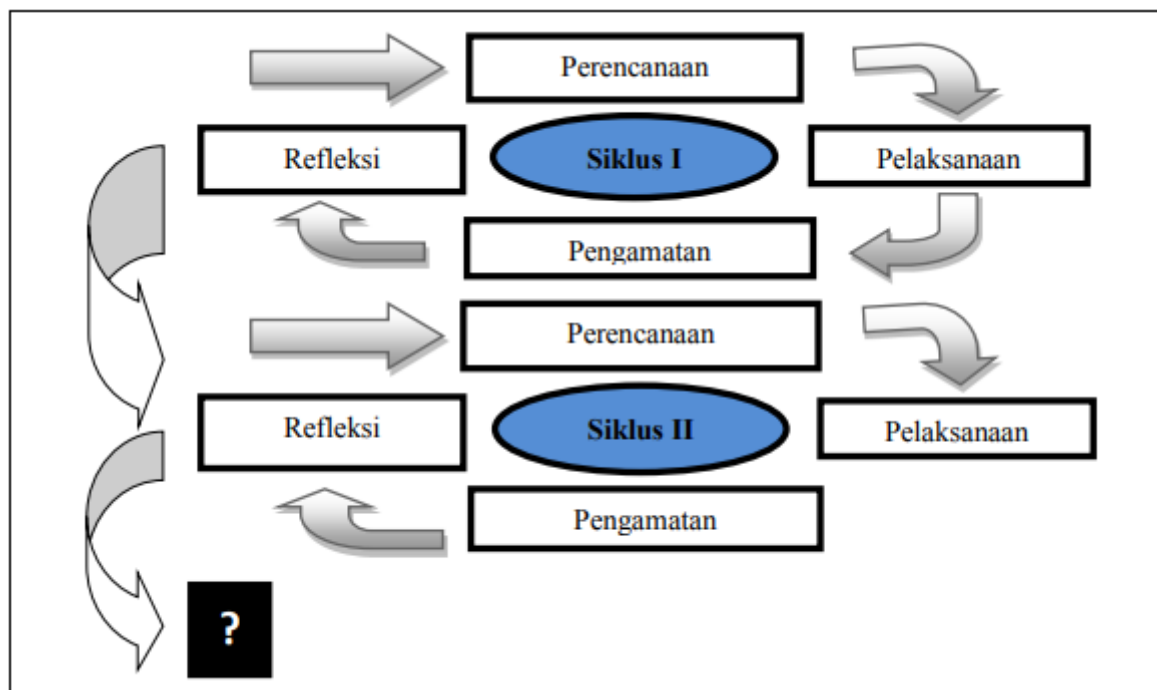 Perencanaan
Refleksi
Siklus I
Pelaksanaan
Pengamatan
Perencanaan
Refleksi
Siklus II
Pelaksanaan
Pengamatan
?